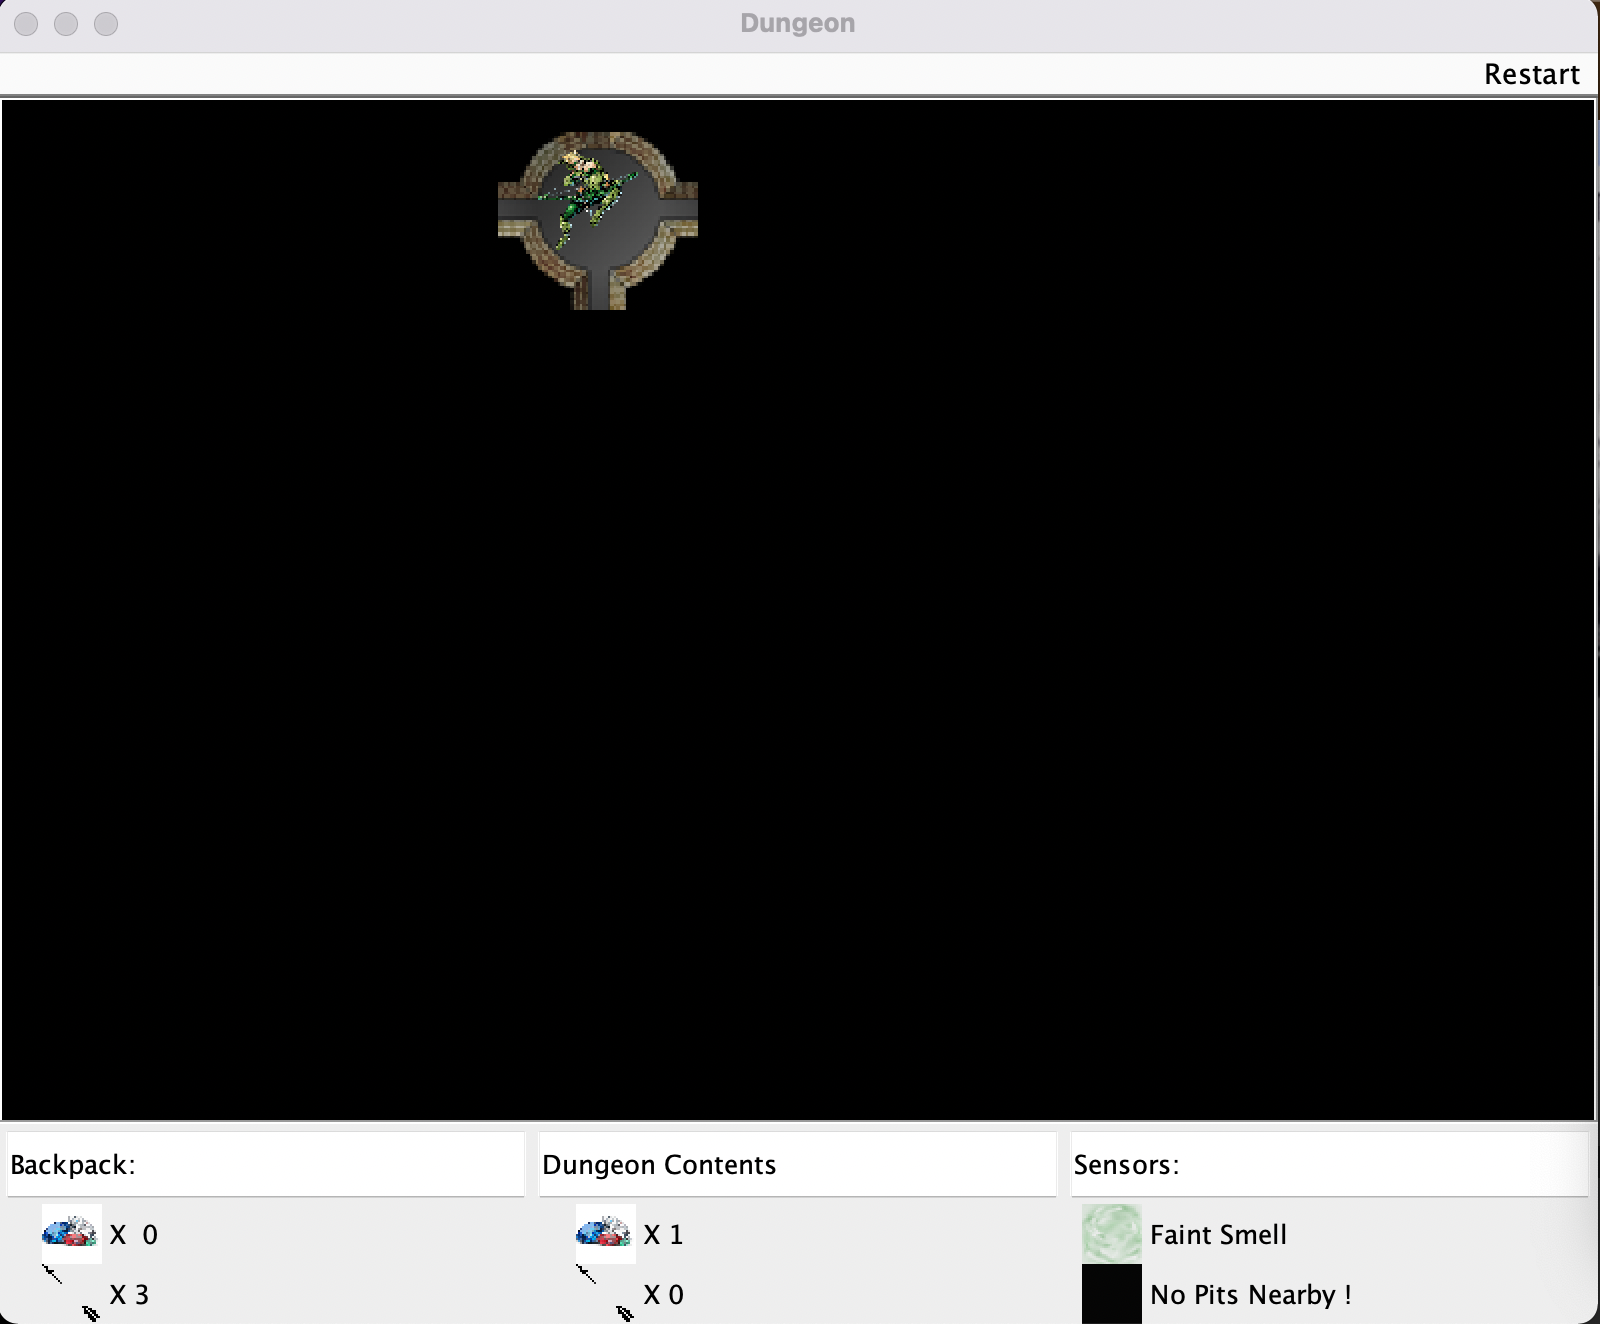 Dungeon
Restart
Backpack:
X 0
X 3
Dungeon Contents
X 1
X 0
Sensors:
Faint Smell
No Pits Nearby !